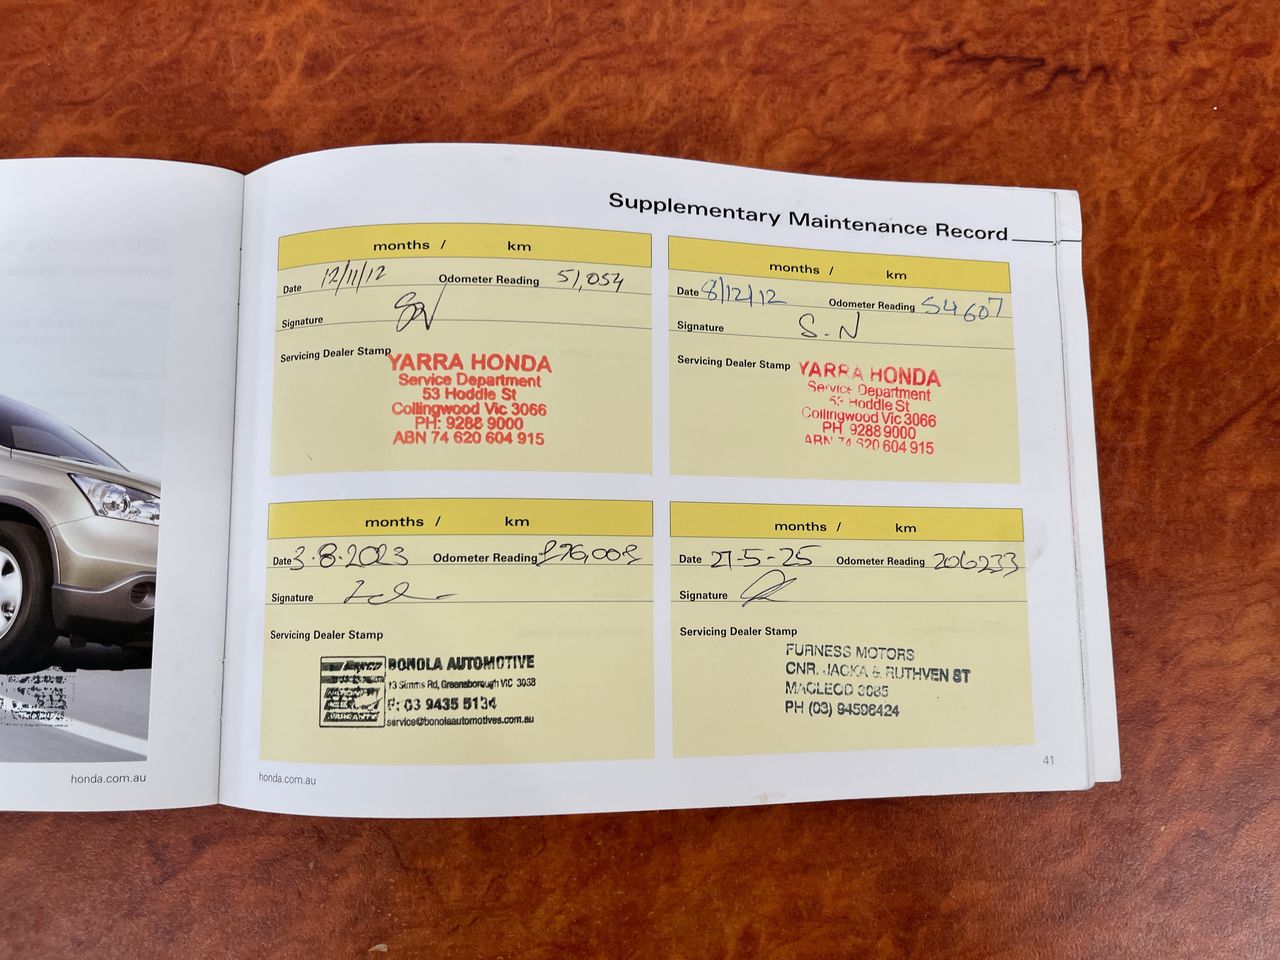 Supplementary Maintenance Record
months / km
Date 12/11/12 Odometer Reading 51,054
Signature
Servicing Dealer Stamp
YARRA HONDA
Service Department
53 Hoddle St
Collingwood Vic 3066
PH: 9288 9000
ABN 74 620 604 915
months / km
Date 8/12/12 Odometer Reading 54607
Signature S.N
Servicing Dealer Stamp
YARRA HONDA
Service Department
53 Hoddle St
Collingwood Vic 3066
PH 9288 9000
ABN 74 620 604 915
months / km
Date 3.8.2023 Odometer Reading
Signature
Servicing Dealer Stamp
BONOLA AUTOMOTIVE
13 Simms Rd, Greensborough VIC 3088
P: 03 9435 5134
service@bonolaautomotives.com.au
months / km
Date 27-5-25 Odometer Reading 206233
Signature
Servicing Dealer Stamp
FURNESS MOTORS
CNR. JACKA & RUTHVEN ST
MACLEOD 3085
PH (03) 94596424
honda.com.au
honda.com.au
41